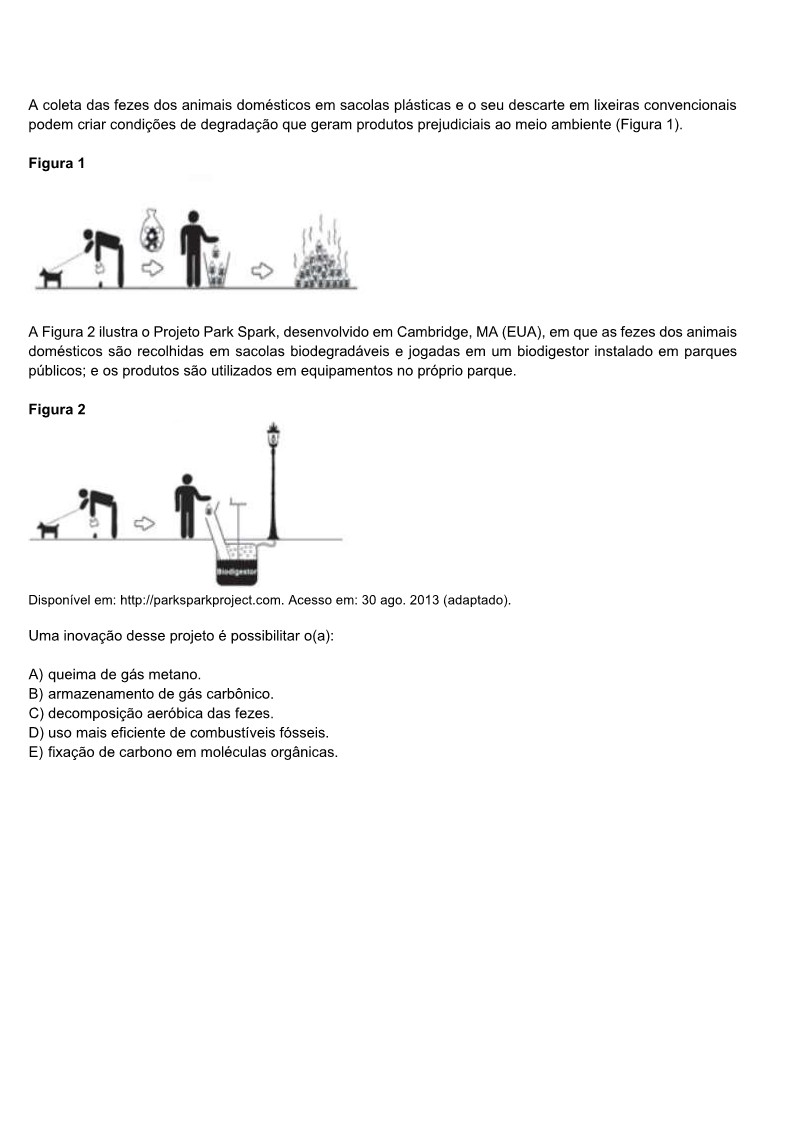 A coleta das fezes dos animais domésticos em sacolas plásticas e o seu descarte em lixeiras convencionais
podem criar condições de degradação que geram produtos prejudiciais ao meio ambiente (Figura 1).
Figura 1
A Figura 2 ilustra o Projeto Park Spark, desenvolvido em Cambridge, MA (EUA), em que as fezes dos animais
domésticos são recolhidas em sacolas biodegradáveis e jogadas em um biodigestor instalado em parques
públicos; e os produtos são utilizados em equipamentos no próprio parque.
Figura 2
Biodigestor
Disponível em: http://parksparkproject.com. Acesso em: 30 ago. 2013 (adaptado).
Uma inovação desse projeto é possibilitar o(a):
A) queima de gás metano.
B) armazenamento de gás carbônico.
C) decomposição aeróbica das fezes.
D) uso mais eficiente de combustíveis fósseis.
E) fixação de carbono em moléculas orgânicas.